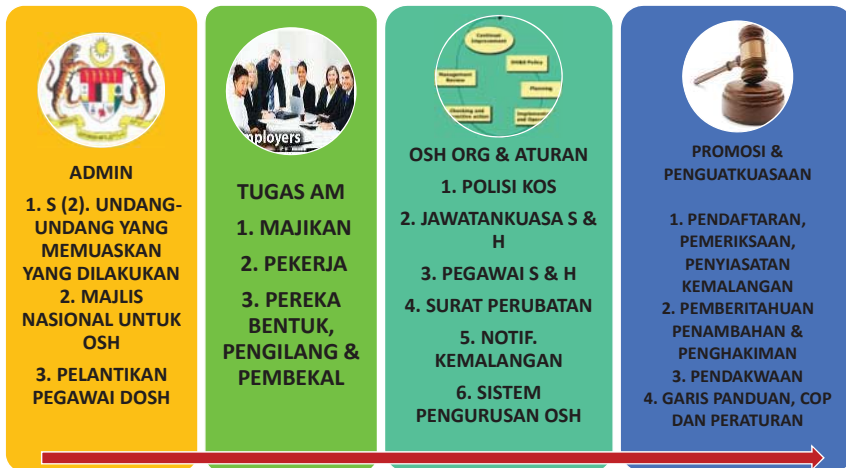 ADMIN
1. S (2). UNDANG-
UNDANG YANG
MEMUASKAN
YANG DILAKUKAN
2. MAJLIS
NASIONAL UNTUK
OSH
3. PELANTIKAN
PEGAWAI DOSH
mployers
TUGAS AM
1. MAJIKAN
2. PEKERJA
3. PEREKA
BENTUK,
PENGILANG &
PEMBEKAL
Continual
Improvement
OH&S Policy
Planning
Management
Review
Checking and
OSH ORG & ATURAN
1. POLISI KOS
2. JAWATANKUASA S &
H
3. PEGAWAI S & H
4. SURAT PERUBATAN
5. NOTIF.
KEMALANGAN
6. SISTEM
PENGURUSAN OSH
PROMOSI &
PENGUATKUASAAN
1. PENDAFTARAN,
PEMERIKSAAN,
PENYIASATAN
KEMALANGAN
2. PEMBERITAHUAN
PENAMBAHAN &
PENGHAKIMAN
3. PENDAKWAAN
4. GARIS PANDUAN, COP
DAN PERATURAN